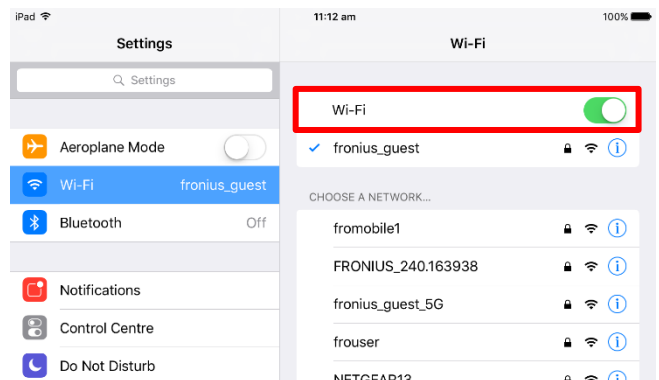 iPad 11:12 am 100%
Settings
Wi-Fi
Settings
Aeroplane Mode
Wi-Fi fronius_guest
Bluetooth Off
Notifications
Control Centre
Do Not Disturb
Wi-Fi
fronius_guest
CHOOSE A NETWORK...
fromobile1
FRONIUS_240.163938
fronius_guest_5G
frouser
NETGEAR13